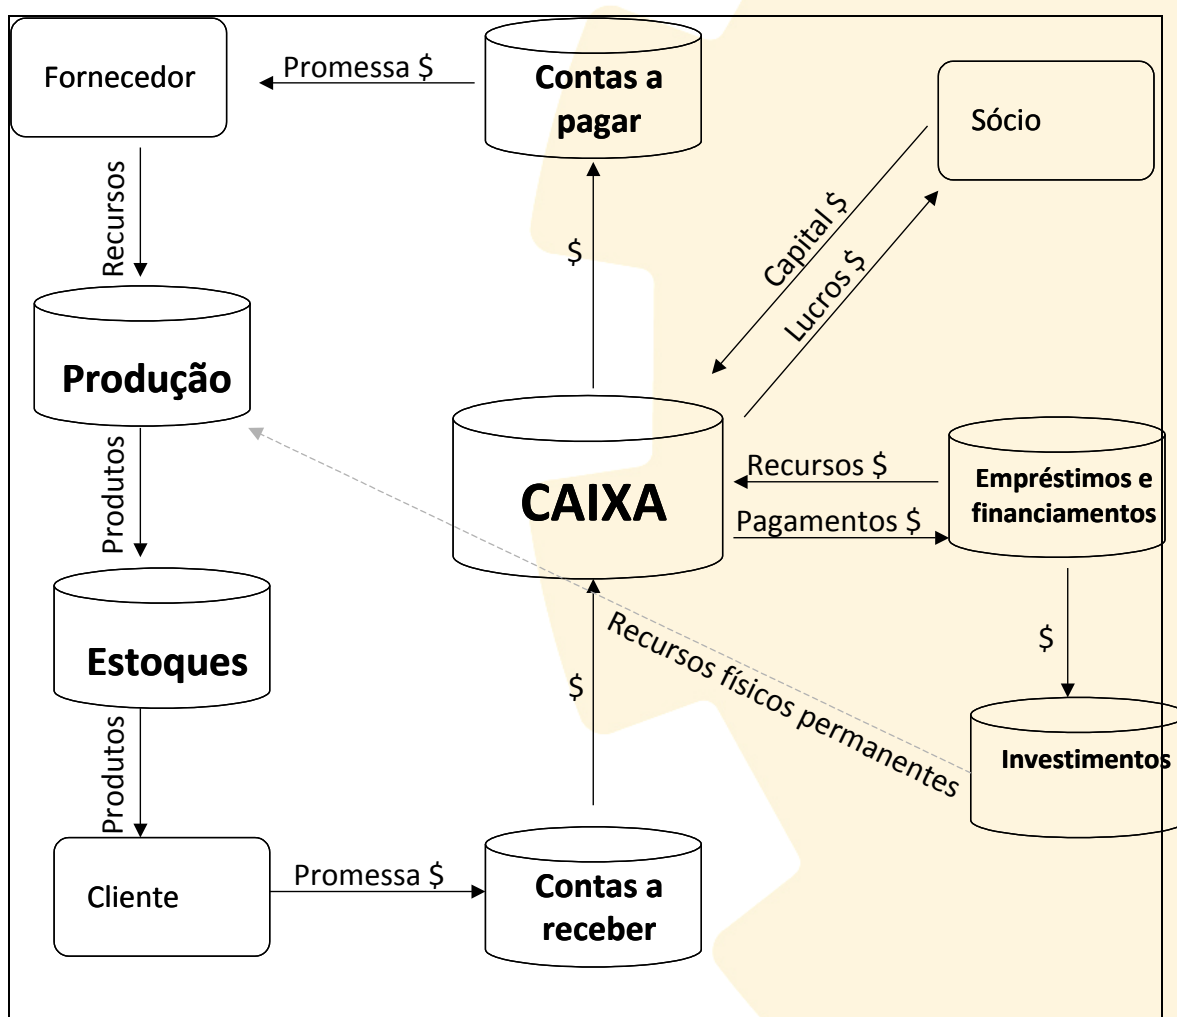 Fornecedor
Promessa $
Contas a
pagar
Sócio
Recursos
$
Capital $
Lucros $
Produção
Produtos
CAIXA
Recursos $
Pagamentos $
Empréstimos e
financiamentos
Estoques
Recursos físicos permanentes
$
$
Produtos
Investimentos
Cliente
Promessa $
Contas a
receber